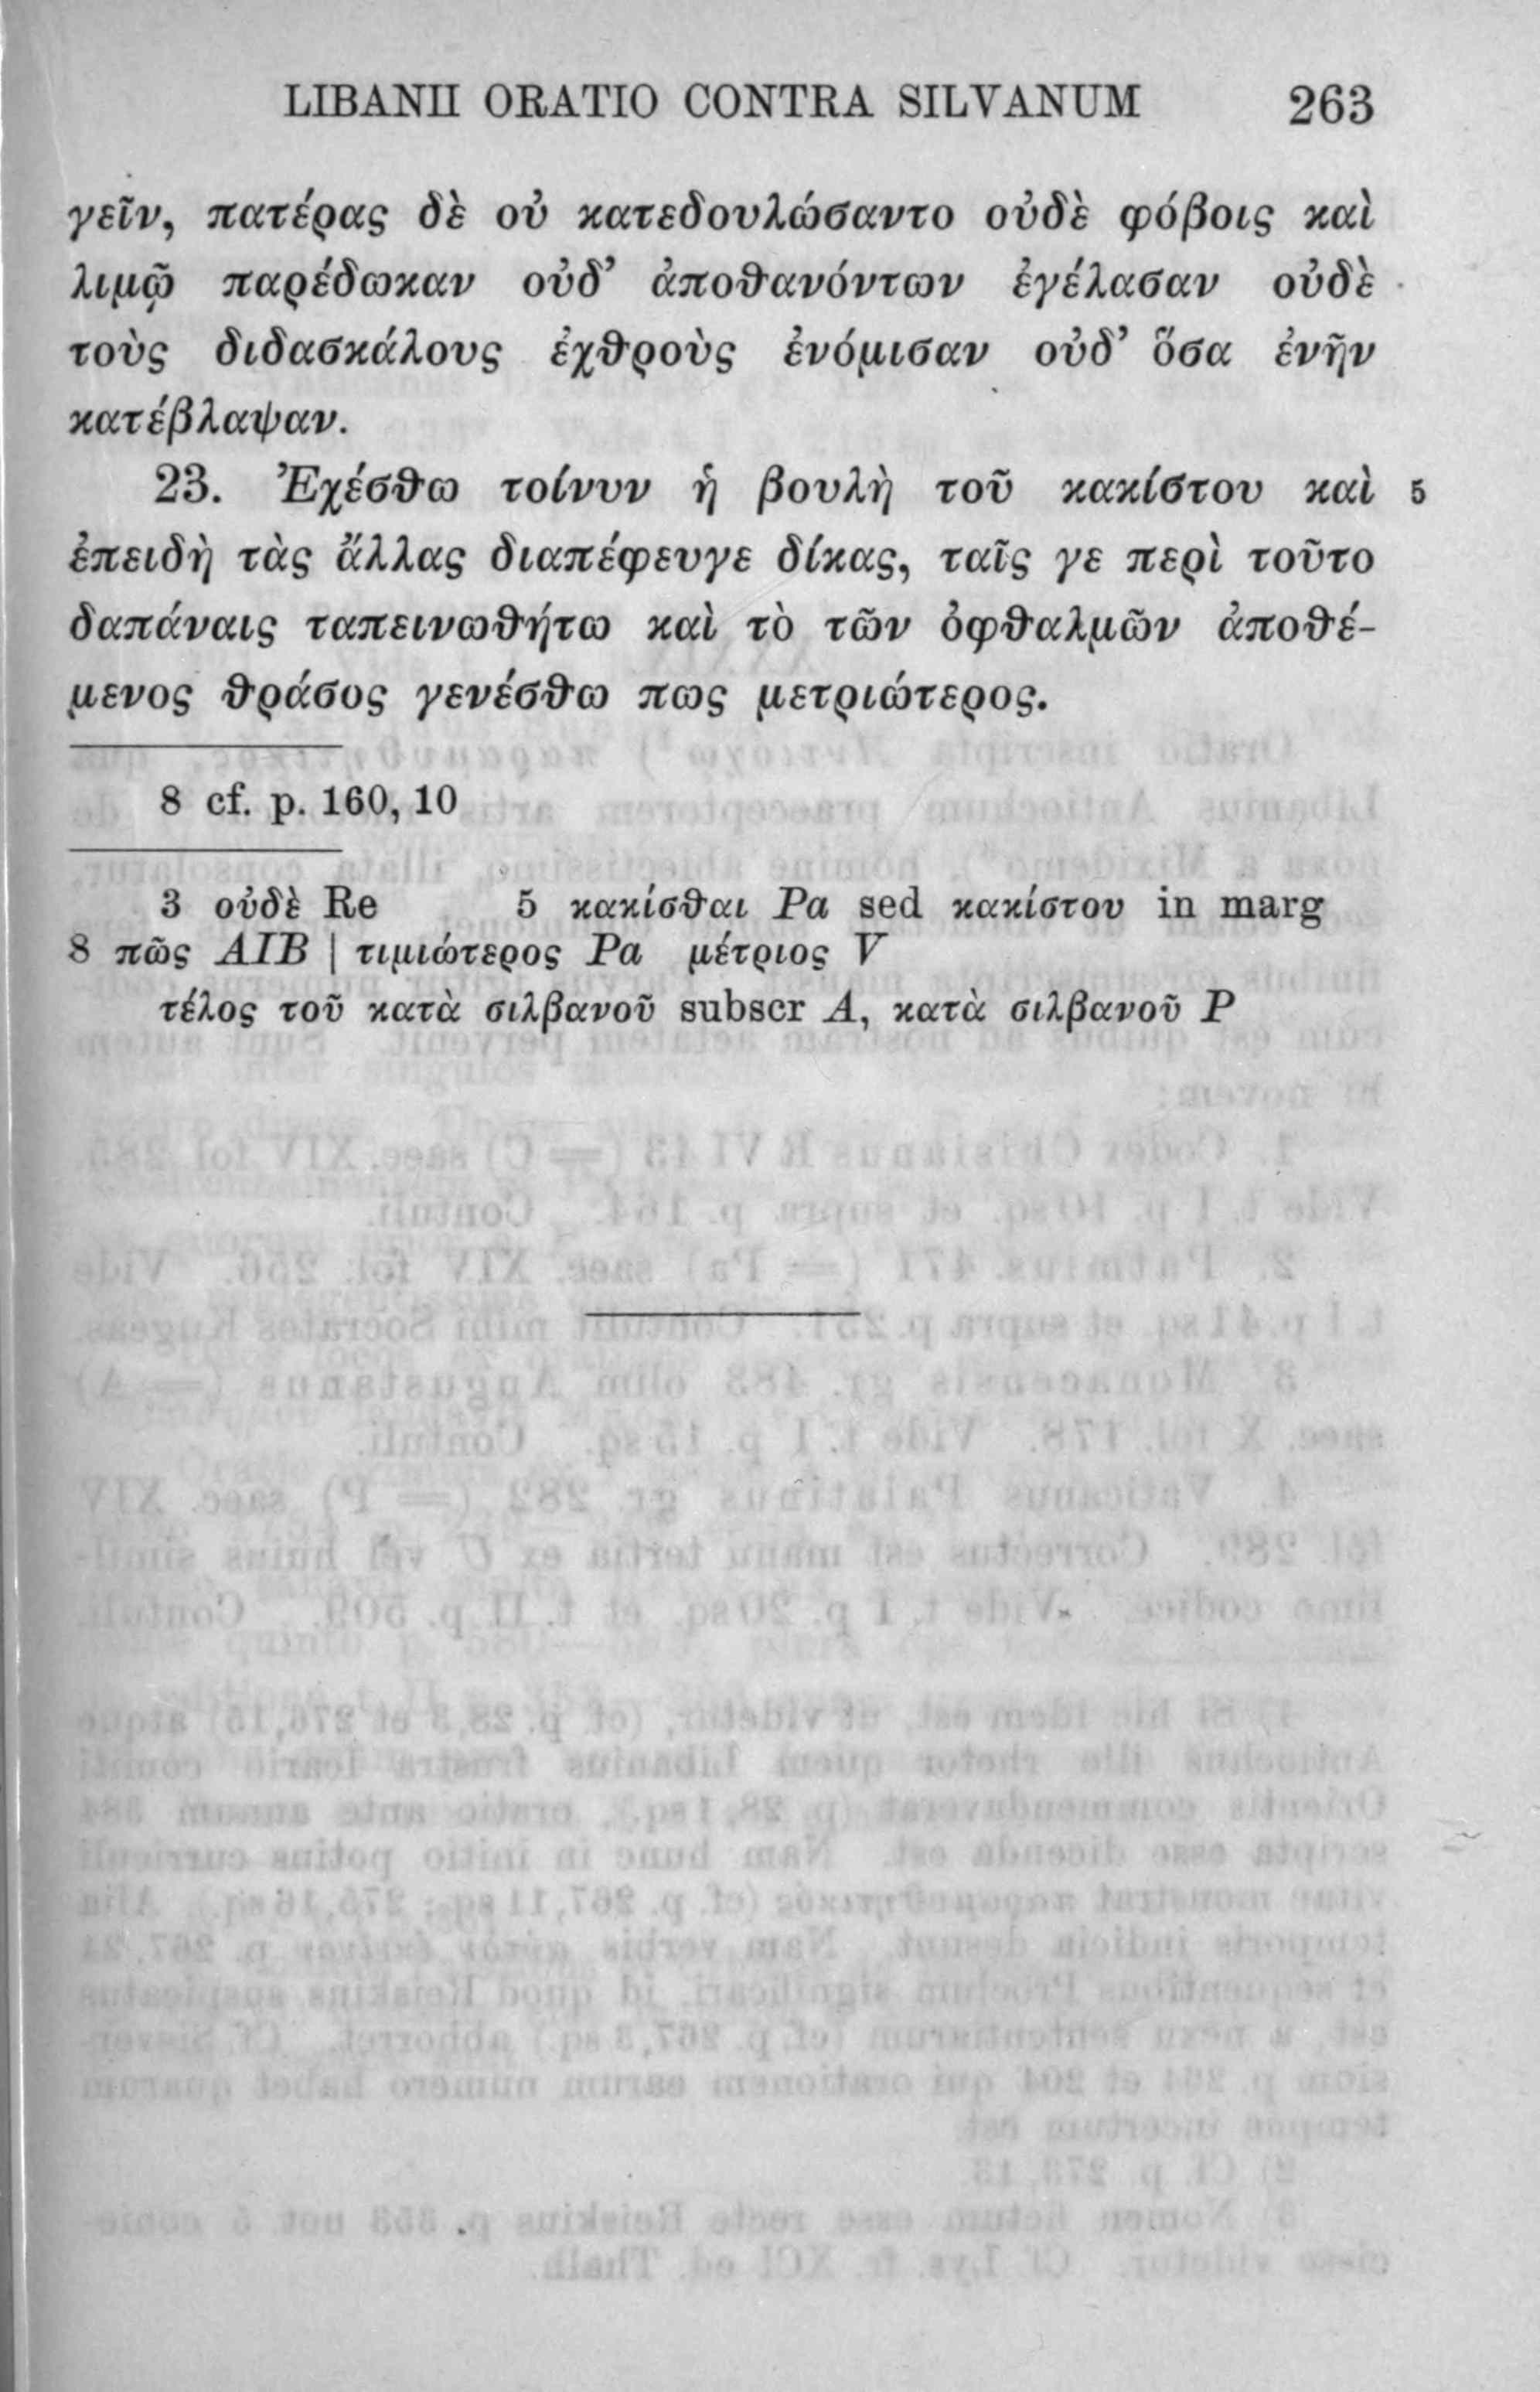 LIBANII ORATIO CONTRA SILVANUM 263
γεῖν, πατέρας δὲ οὐ κατεδουλώσαντο οὐδὲ φόβοις καὶ
λιμῷ παρέδωκαν οὐδ’ ἀποθανόντων ἐγέλασαν οὐδὲ
τοὺς διδασκάλους ἐχθροὺς ἐνόμισαν οὐδ’ ὅσα ἐνῆν
κατέβλαψαν.
23. Ἐχέσθω τοίνυν ἡ βουλὴ τοῦ κακίστου καὶ 5
ἐπειδὴ τὰς ἄλλας διαπέφευγε δίκας, ταῖς γε περὶ τοῦτο
δαπάναις ταπεινωθήτω καὶ τὸ τῶν ὀφθαλμῶν ἀποθέ-
μενος θράσος γενέσθω πως μετριώτερος.
8 cf. p. 160, 10
3 οὐδὲ Re 5 κακίσθαι Pa sed κακίστου in marg
8 πῶς AIB | τιμιώτερος Pa μέτριος V
τέλος τοῦ κατὰ σιλβανοῦ subscr A, κατὰ σιλβανοῦ P